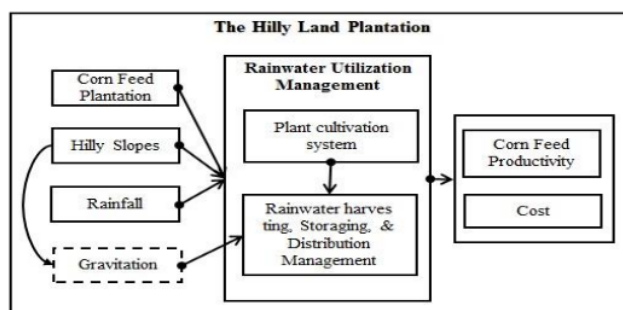 The Hilly Land Plantation
Corn Feed
Plantation
Hilly Slopes
Rainfall
Gravitation
Rainwater Utilization
Management
Plant cultivation
system
Rainwater harves
ting, Storaging, &
Distribution
Management
Corn Feed
Productivity
Cost